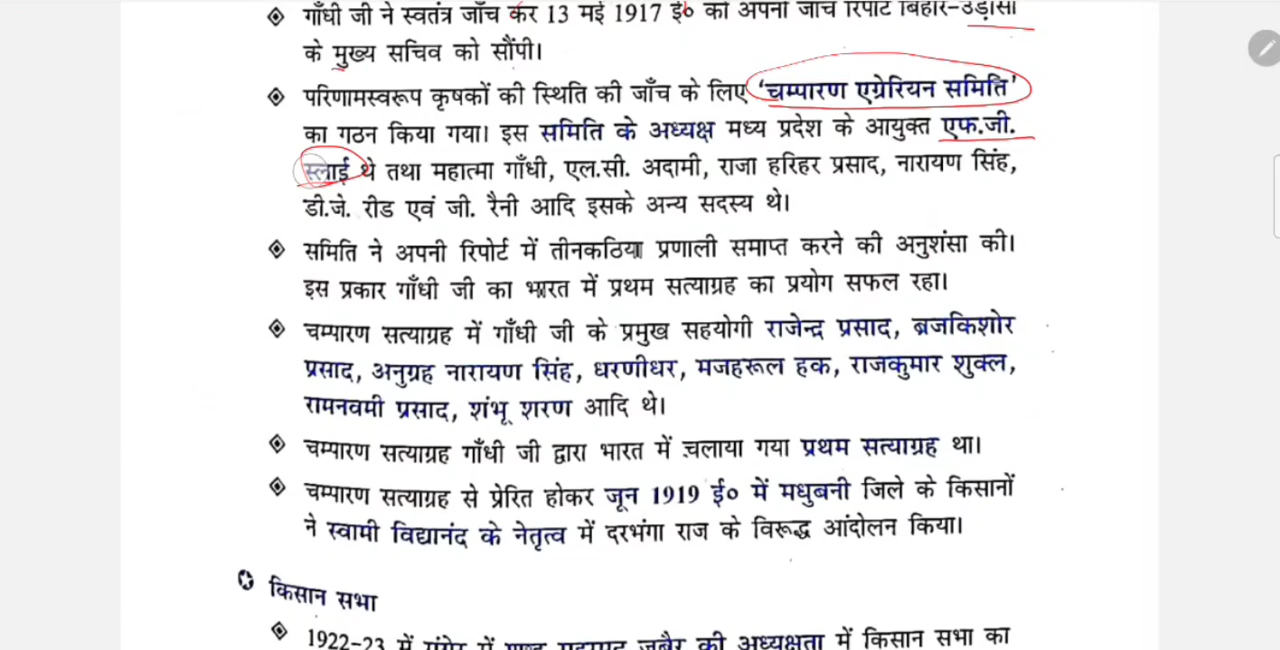 गाँधी जी ने स्वतंत्र जाँच कर 13 मई 1917 ई० को अपनी जाँच रिपोर्ट बिहार-उड़ीसा
के मुख्य सचिव को सौंपी।
परिणामस्वरूप कृषकों की स्थिति की जाँच के लिए 'चम्पारण एग्रेरियन समिति'
का गठन किया गया। इस समिति के अध्यक्ष मध्य प्रदेश के आयुक्त एफ.जी.
स्लाई थे तथा महात्मा गाँधी, एल.सी. अदामी, राजा हरिहर प्रसाद, नारायण सिंह,
डी.जे. रीड एवं जी. रैनी आदि इसके अन्य सदस्य थे।
समिति ने अपनी रिपोर्ट में तीनकठिया प्रणाली समाप्त करने की अनुशंसा की।
इस प्रकार गाँधी जी का भारत में प्रथम सत्याग्रह का प्रयोग सफल रहा।
चम्पारण सत्याग्रह में गाँधी जी के प्रमुख सहयोगी राजेन्द्र प्रसाद, ब्रजकिशोर
प्रसाद, अनुग्रह नारायण सिंह, धरणीधर, मजहरूल हक, राजकुमार शुक्ल,
रामनवमी प्रसाद, शंभू शरण आदि थे।
चम्पारण सत्याग्रह गाँधी जी द्वारा भारत में चलाया गया प्रथम सत्याग्रह था।
चम्पारण सत्याग्रह से प्रेरित होकर जून 1919 ई० में मधुबनी जिले के किसानों
ने स्वामी विद्यानंद के नेतृत्व में दरभंगा राज के विरूद्ध आंदोलन किया।
किसान सभा
1922-23 में मुंगेर में शाह मुहम्मद जुबैर की अध्यक्षता में किसान सभा का